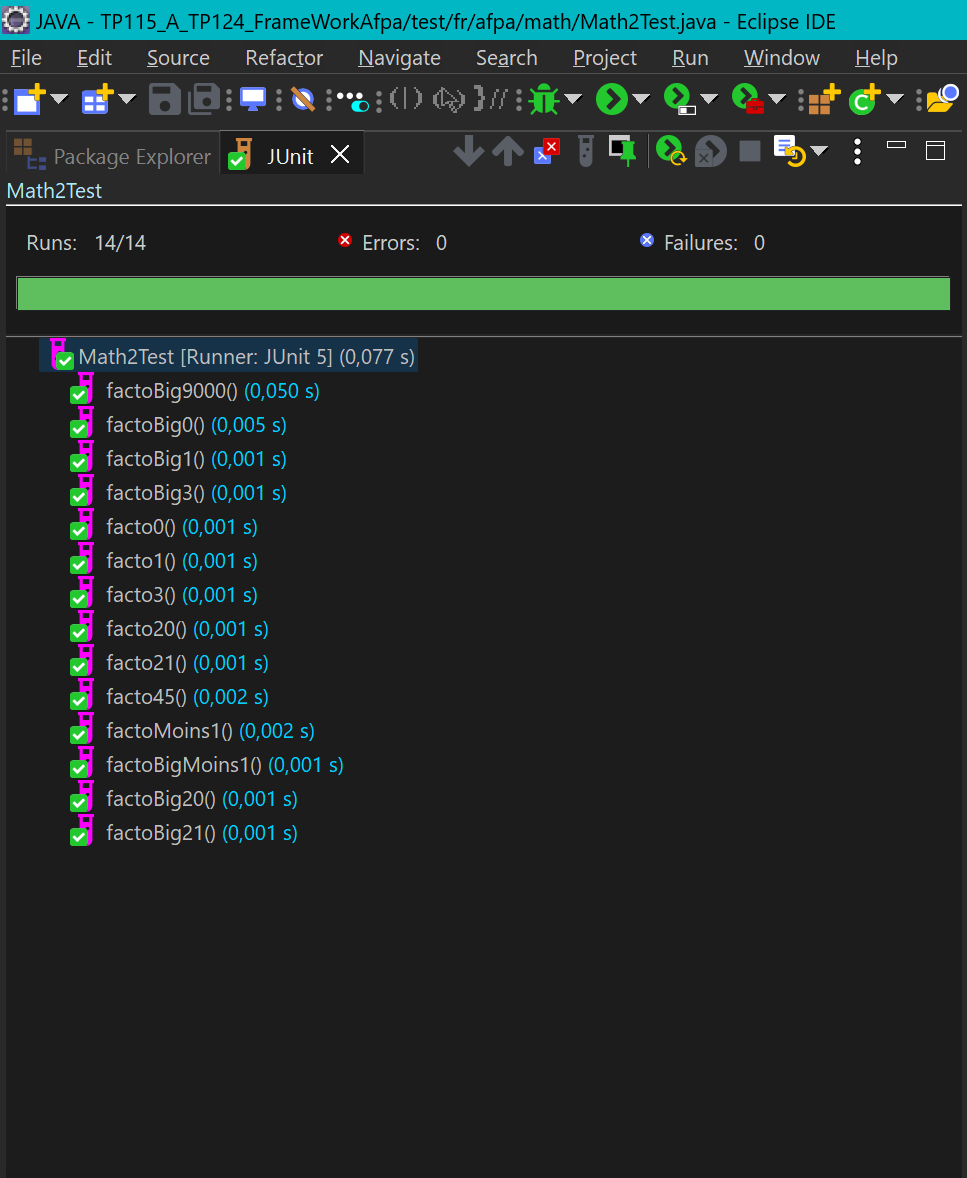 JAVA - TP115_A_TP124_FrameWorkAfpa/test/fr/afpa/math/Math2Test.java - Eclipse IDE
File Edit Source Refactor Navigate Search Project Run Window Help
Package Explorer JUnit
Math2Test
Runs: 14/14 Errors: 0 Failures: 0
Math2Test [Runner: JUnit 5] (0,077 s)
factoBig9000() (0,050 s)
factoBig0() (0,005 s)
factoBig1() (0,001 s)
factoBig3() (0,001 s)
facto0() (0,001 s)
facto1() (0,001 s)
facto3() (0,001 s)
facto20() (0,001 s)
facto21() (0,001 s)
facto45() (0,002 s)
factoMoins1() (0,002 s)
factoBigMoins1() (0,001 s)
factoBig20() (0,001 s)
factoBig21() (0,001 s)